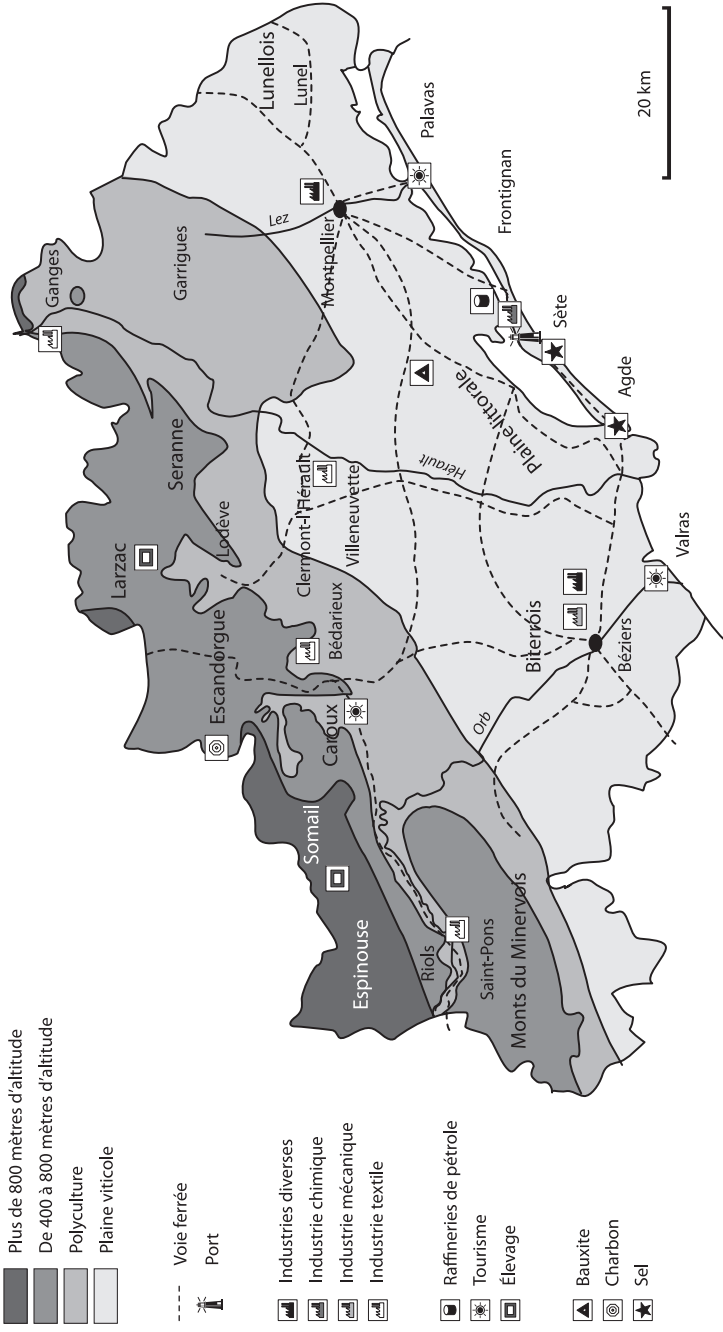 Plus de 800 mètres d'altitude
De 400 à 800 mètres d'altitude
Polyculture
Plaine viticole
Voie ferrée
Port
Industries diverses
Industrie chimique
Industrie mécanique
Industrie textile
Raffineries de pétrole
Tourisme
Élevage
Bauxite
Charbon
Sel
Espinouse
Somail
Riols
Saint-Pons
Monts du Minervois
Caroux
Escandorgue
Bédarieux
Larzac
Lodève
Seranne
Clermont-l'Hérault
Villeneuvette
Ganges
Garrigues
Lez
Montpellier
Lunellois
Lunel
Palavas
Frontignan
Sète
Agde
Plaine vittorale
Hérault
Orb
Biterrois
Béziers
Valras
20 km